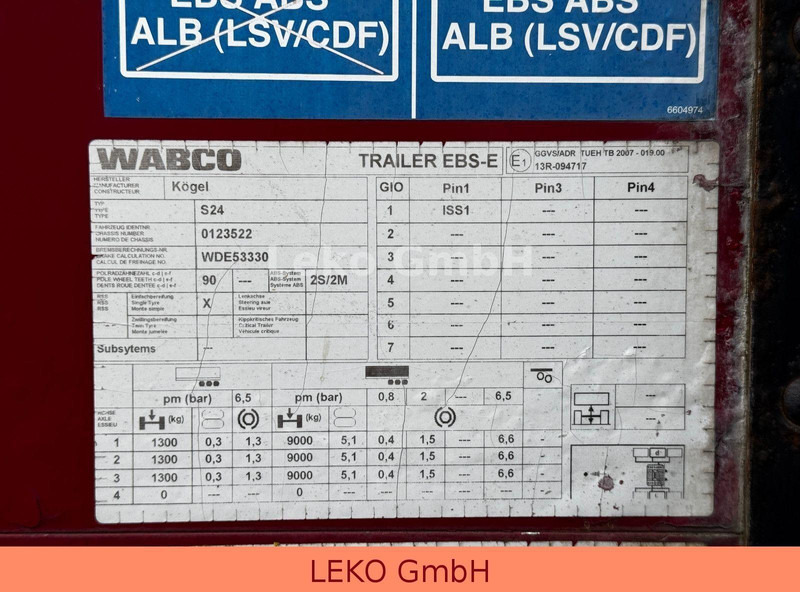 EBS ABS
ALB (LSV/CDF)
EBS ABS
ALB (LSV/CDF)
6604974
WABCO TRAILER EBS-E E1 GGVS/ADR TUEH TB 2007 - 019.00
13R-094717
HERSTELLER
MANUFACTURER
CONSTRUCTEUR
Kögel
TYP
TYPE
TYPE
S24
FAHRZEUG IDENTNR.
CHASSIS NUMBER
NUMERO DE CHASSIS
0123522
BREMSBERECHNUNGS-NR.
BRAKE CALCULATION NO.
CALCUL DE FREINAGE NO.
WDE53330
POLRADZÄHNEZAHL c-d | e-f
POLE WHEEL TEETH c-d | e-f
DENTS ROUE DENTEE c-d | e-f
90 ---
ABS-System
ABS-System
Systéme ABS
2S/2M
RSS
RSS
RSS
Einfachbereifung
Single Tyre
Monte simple
X
Lenkachse
Steering axle
Essieu vireur
Zwillingsbereifung
Twin Tyre
Monte jumelée
---
Kippkritisches Fahrzeug
Critical Trailer
Véhicule critique
Subsytems
GIO Pin1 Pin3 Pin4
1 ISS1 --- ---
2 --- --- ---
3 --- --- ---
4 --- --- ---
5 --- --- ---
6 --- --- ---
7 --- --- ---
LEKO GmbH
pm (bar) 6,5 pm (bar) 0,8 2 --- 6,5
ACHSE
AXLE
ESSIEU
(kg) (kg)
1 1300 0,3 1,3 9000 5,1 0,4 1,5 --- 6,6 -
2 1300 0,3 1,3 9000 5,1 0,4 1,5 --- 6,6 -
3 1300 0,3 1,3 9000 5,1 0,4 1,5 --- 6,6 -
4 0 --- --- 0 --- --- --- --- --- -
--- 
---
d
LEKO GmbH